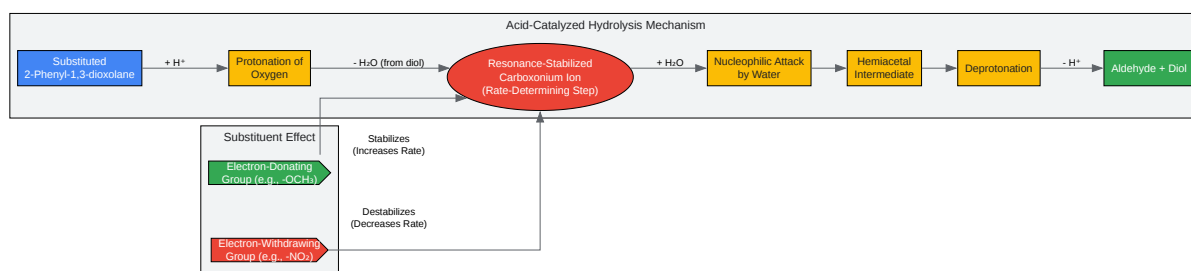 Acid-Catalyzed Hydrolysis Mechanism
Substituted
2-Phenyl-1,3-dioxolane
+ H⁺
Protonation of
Oxygen
- H₂O (from diol)
Resonance-Stabilized
Carboxonium Ion
(Rate-Determining Step)
+ H₂O
Nucleophilic Attack
by Water
Hemiacetal
Intermediate
Deprotonation
- H⁺
Aldehyde + Diol
Substituent Effect
Stabilizes
(Increases Rate)
Electron-Donating
Group (e.g., -OCH₃)
Destabilizes
(Decreases Rate)
Electron-Withdrawing
Group (e.g., -NO₂)